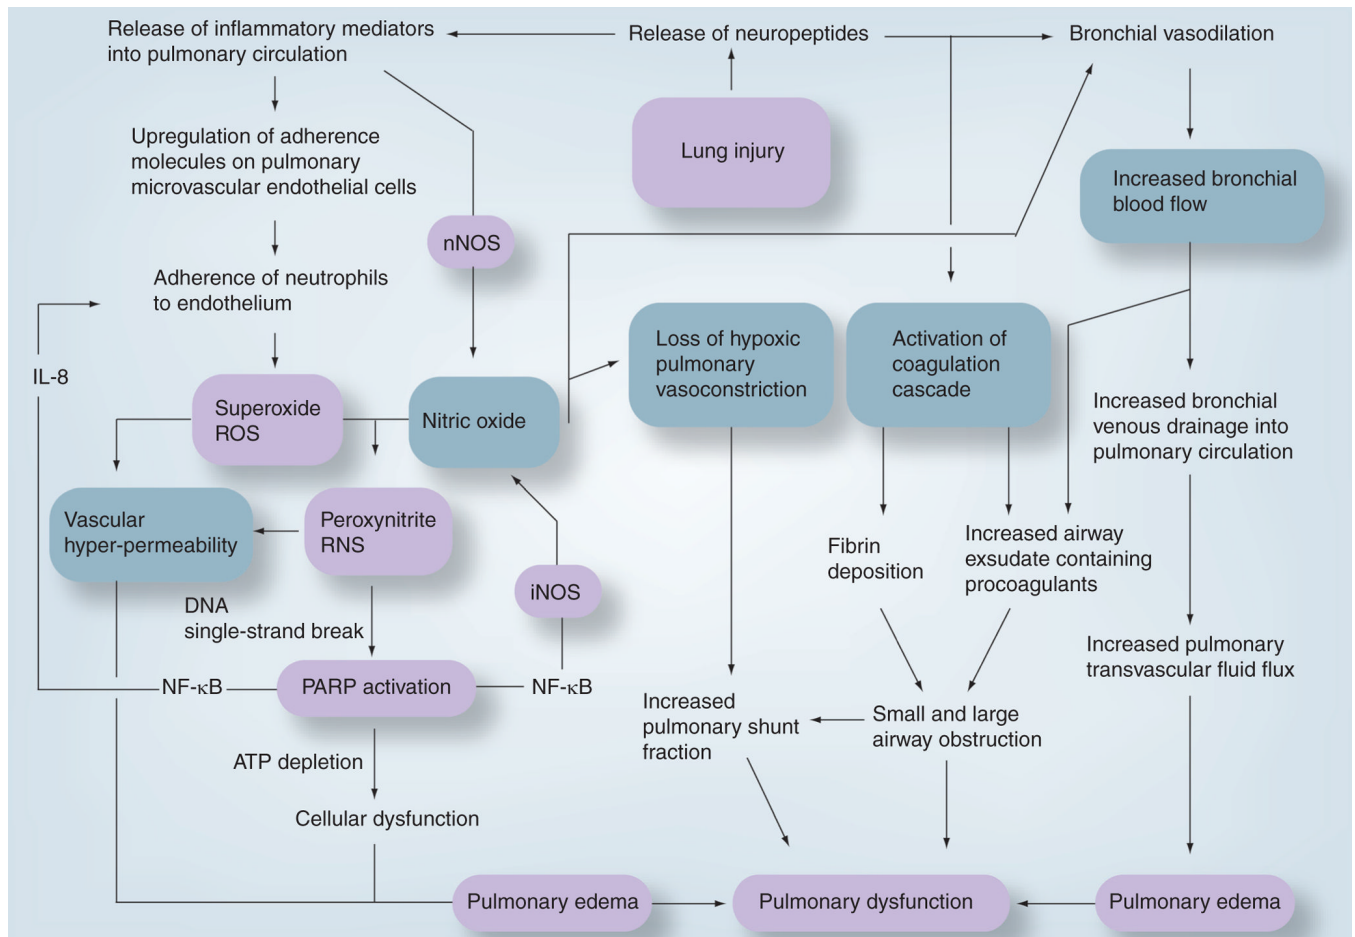 Release of inflammatory mediators
into pulmonary circulation
Release of neuropeptides
Bronchial vasodilation
Upregulation of adherence
molecules on pulmonary
microvascular endothelial cells
Lung injury
Increased bronchial
blood flow
nNOS
Adherence of neutrophils
to endothelium
IL-8
Superoxide
ROS
Nitric oxide
Loss of hypoxic
pulmonary
vasoconstriction
Activation of
coagulation
cascade
Increased bronchial
venous drainage into
pulmonary circulation
Vascular
hyper-permeability
Peroxynitrite
RNS
iNOS
Fibrin
deposition
Increased airway
exsudate containing
procoagulants
DNA
single-strand break
Increased pulmonary
transvascular fluid flux
NF-κB
PARP activation
NF-κB
Increased
pulmonary shunt
fraction
Small and large
airway obstruction
ATP depletion
Cellular dysfunction
Pulmonary edema
Pulmonary dysfunction
Pulmonary edema